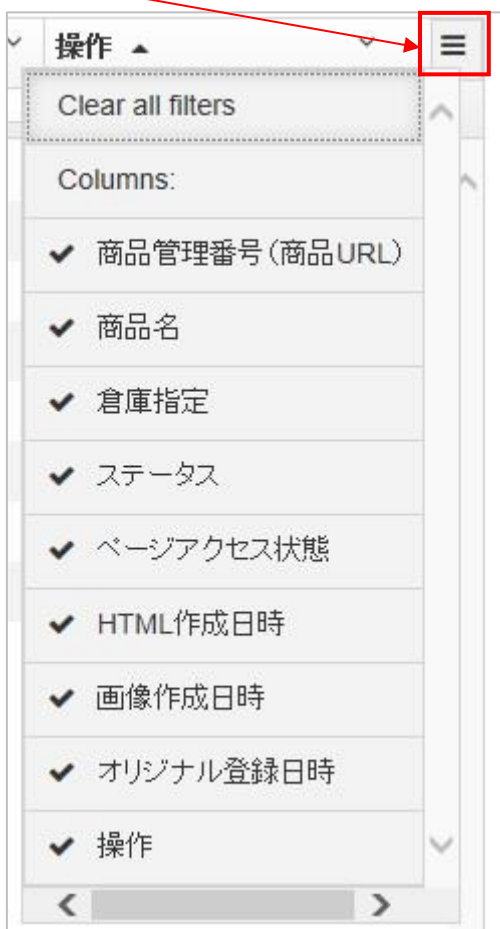 操作
Clear all filters
Columns:
商品管理番号(商品URL)
商品名
倉庫指定
ステータス
ページアクセス状態
HTML作成日時
画像作成日時
オリジナル登録日時
操作